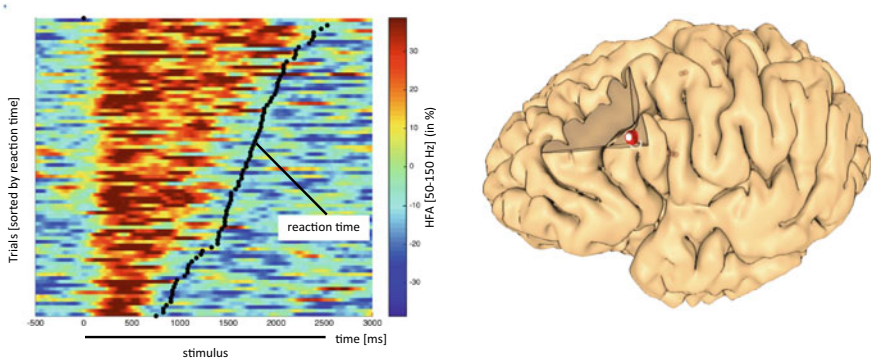 Trials [sorted by reaction time]
reaction time
-500 0 500 1000 1500 2000 2500 3000
time [ms]
stimulus
30
20
10
0
-10
-20
-30
HFA [50-150 Hz) (in %)